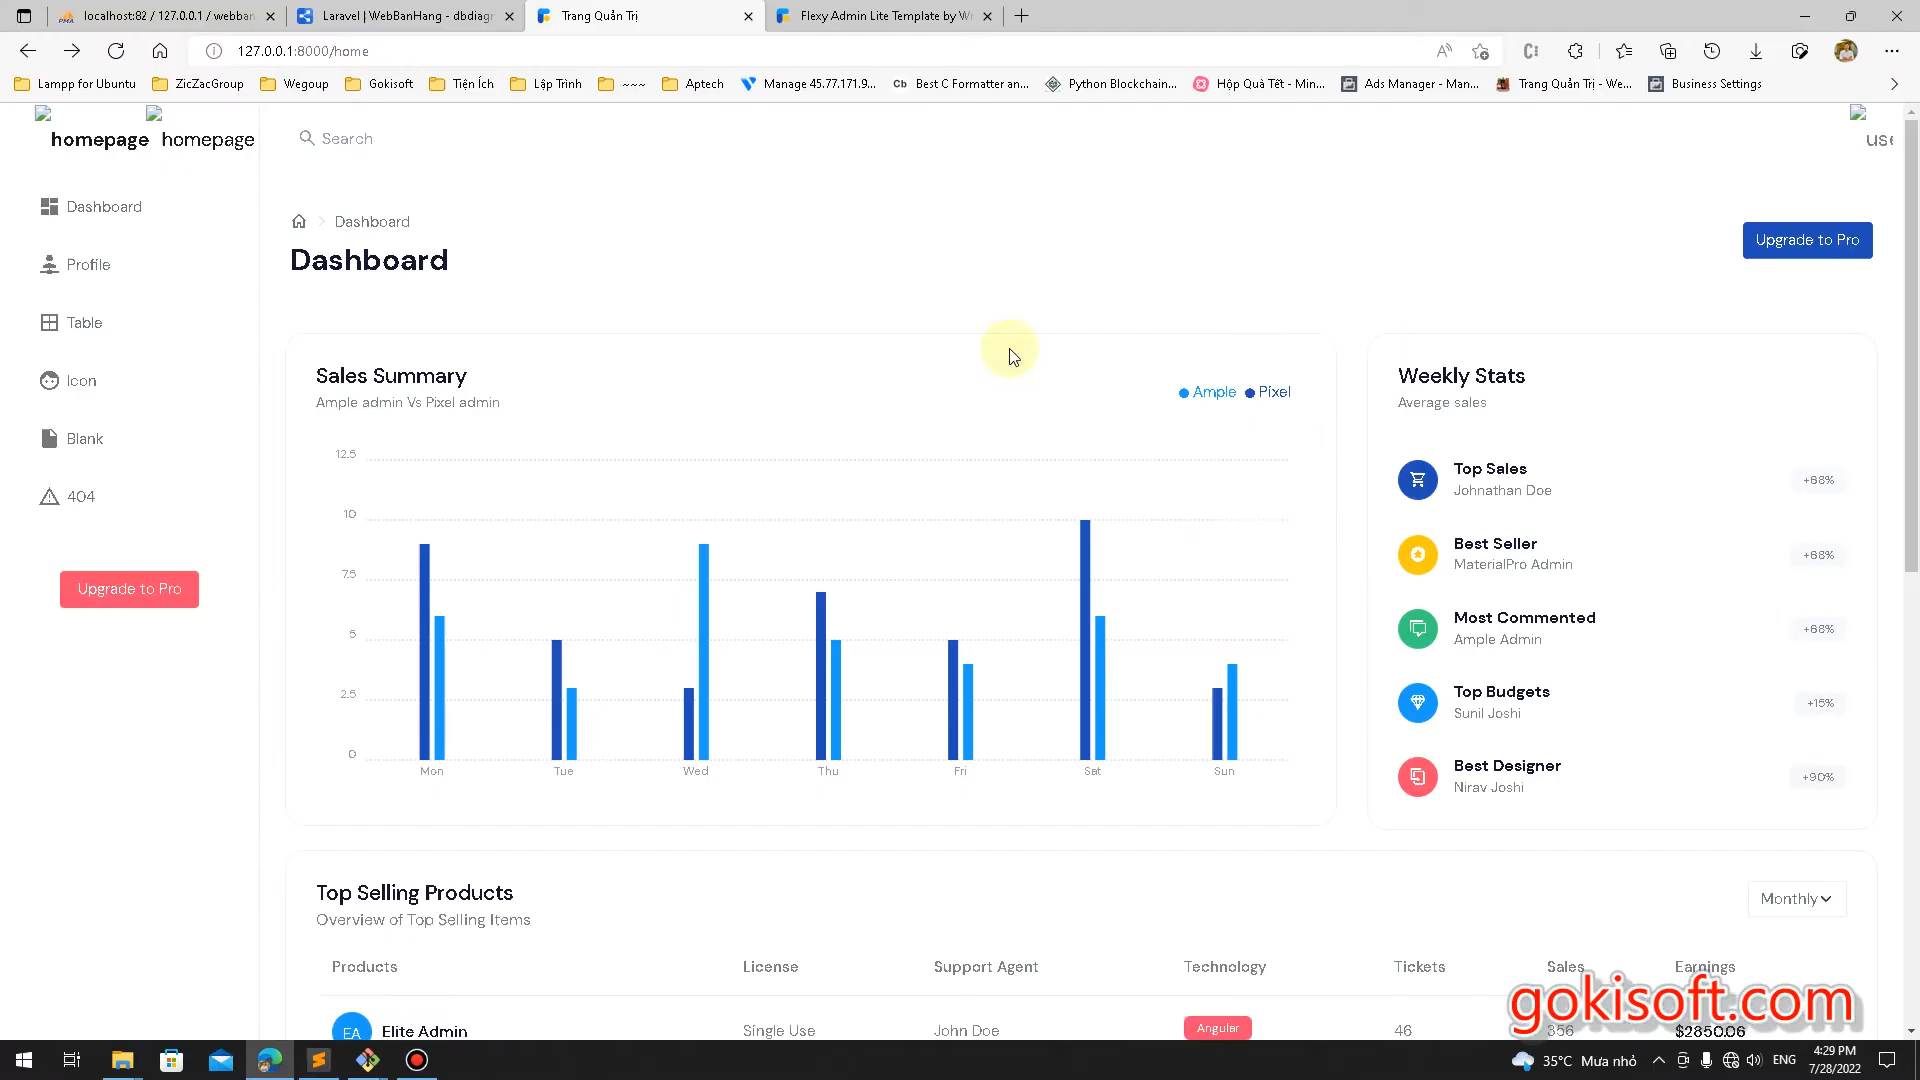 localhost:82 / 127.0.0.1 / webban
Laravel | WebBanHang - dbdiagr
Trang Quản Trị
Flexy Admin Lite Template by Wr
127.0.0.1:8000/home
Lampp for Ubuntu
ZicZacGroup
Wegoup
Gokisoft
Tiện Ích
Lập Trình
~~~
Aptech
Manage 45.77.171.9...
Best C Formatter an...
Python Blockchain...
Hộp Quà Tết - Min...
Ads Manager - Man...
Trang Quản Trị - We...
Business Settings
homepage homepage
Search
use
Dashboard
Profile
Table
Icon
Blank
404
Upgrade to Pro
Dashboard
Dashboard
Upgrade to Pro
Sales Summary
Ample admin Vs Pixel admin
Ample Pixel
12.5
10
7.5
5
2.5
0
Mon Tue Wed Thu Fri Sat Sun
Weekly Stats
Average sales
Top Sales
Johnathan Doe
+68%
Best Seller
MaterialPro Admin
+68%
Most Commented
Ample Admin
+68%
Top Budgets
Sunil Joshi
+15%
Best Designer
Nirav Joshi
+90%
Top Selling Products
Overview of Top Selling Items
Monthly
Products License Support Agent Technology Tickets Sales Earnings
EA Elite Admin Single Use John Doe Angular 46 356 $2850.06
gokisoft.com
35°C Mưa nhỏ
ENG
4:29 PM
7/28/2022